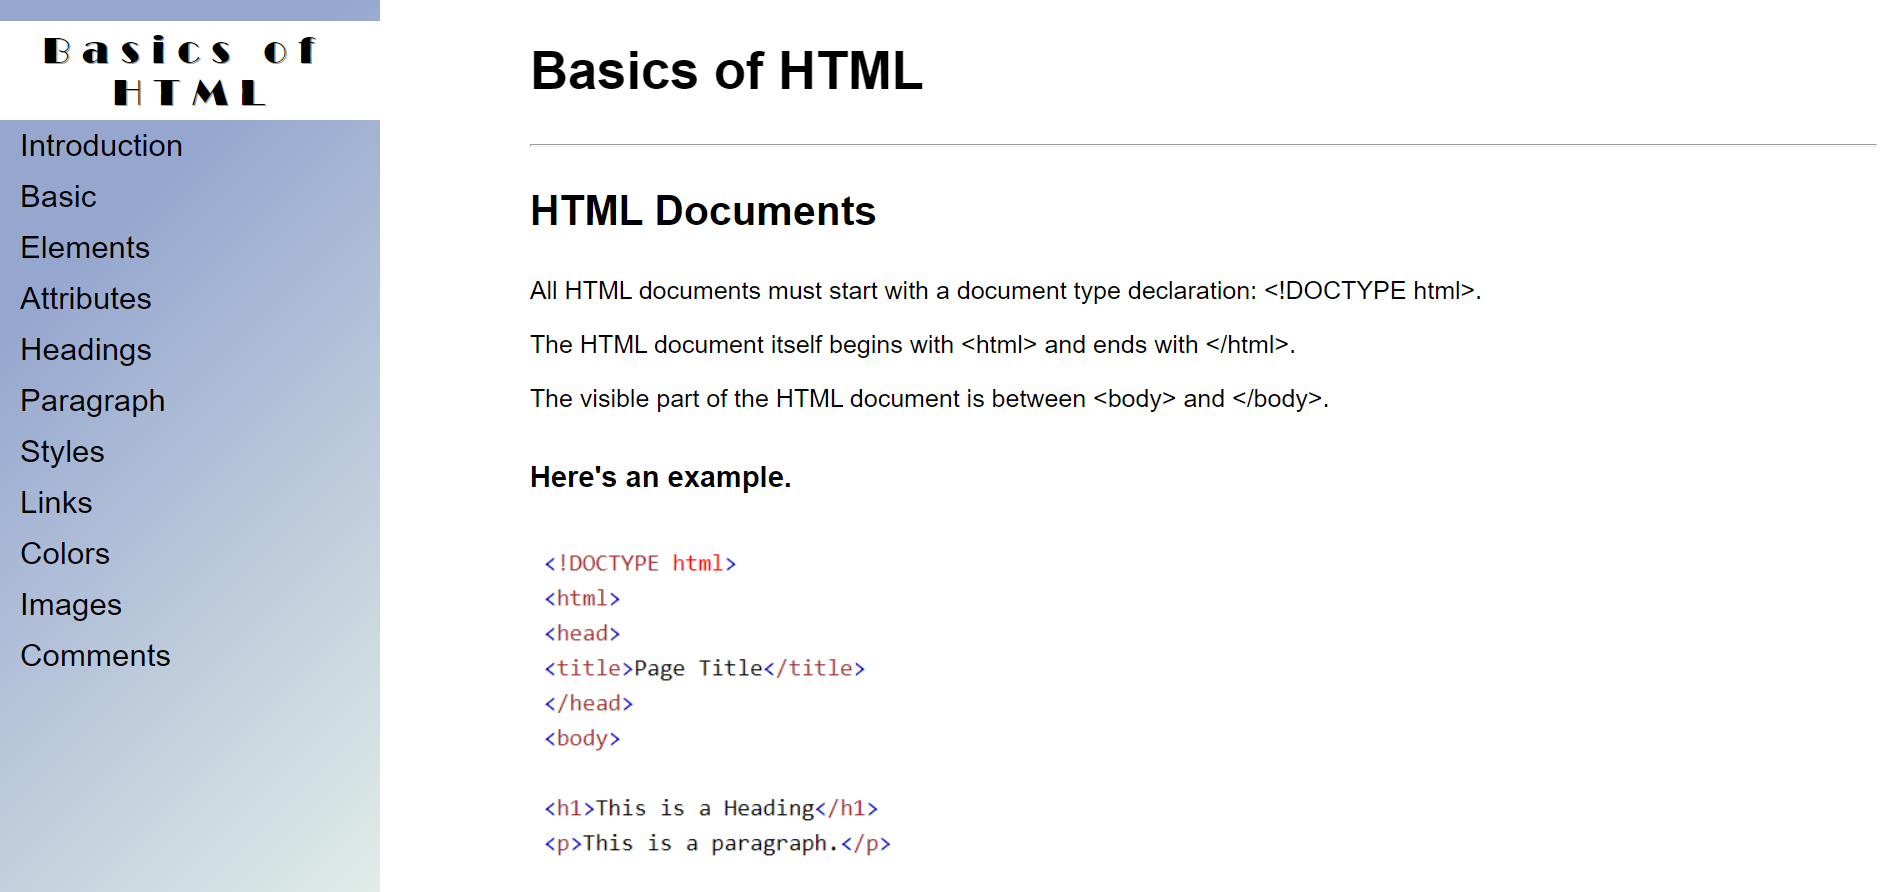 Basics of
HTML
Introduction
Basic
Elements
Attributes
Headings
Paragraph
Styles
Links
Colors
Images
Comments
Basics of HTML
HTML Documents
All HTML documents must start with a document type declaration: <!DOCTYPE html>.
The HTML document itself begins with <html> and ends with </html>.
The visible part of the HTML document is between <body> and </body>.
Here's an example.
<!DOCTYPE html>
<html>
<head>
<title>Page Title</title>
</head>
<body>
<h1>This is a Heading</h1>
<p>This is a paragraph.</p>